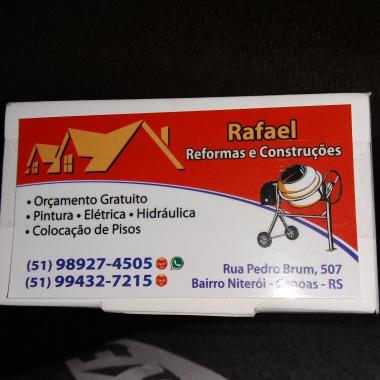 Rafael
Reformas e Construções
• Orçamento Gratuito
• Pintura • Elétrica • Hidráulica
• Colocação de Pisos
(51) 98927-4505
(51) 99432-7215
Rua Pedro Brum, 507
Bairro Niterói - Canoas - RS